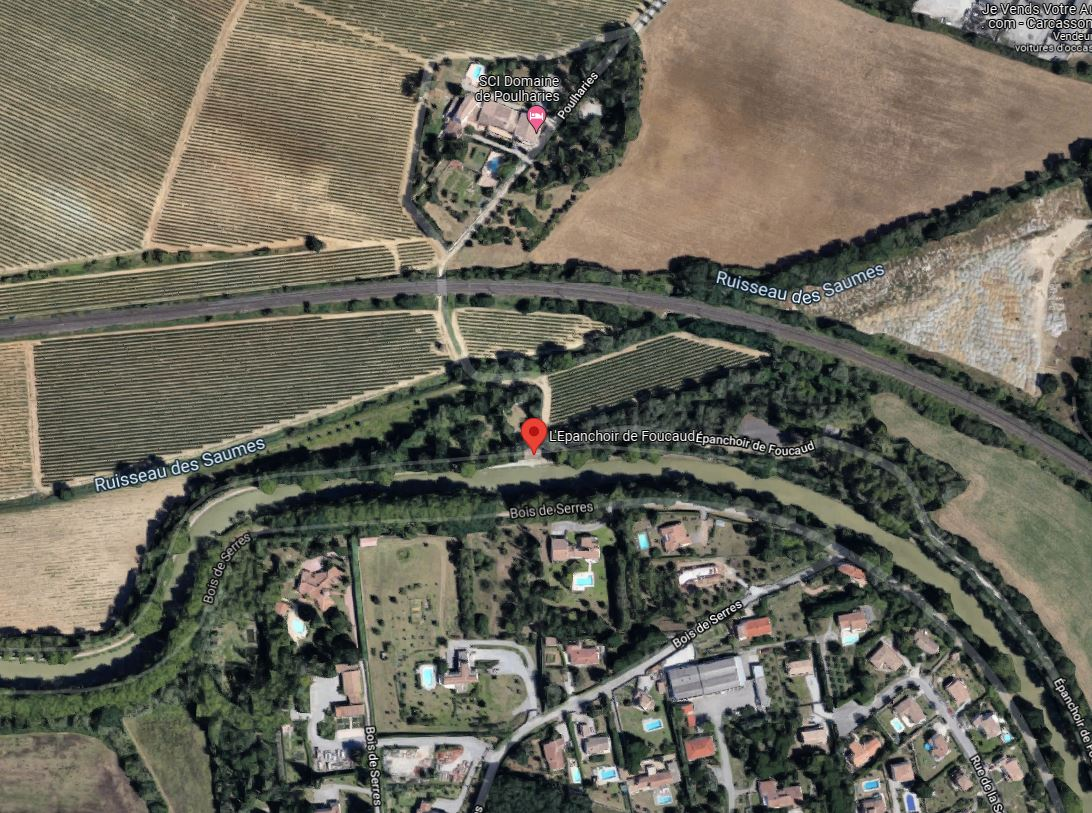 Je Vends Votre Au
com - Carcasson
Vendeur
voitures d'occas
SCI Domaine
de Poulharies
Poulharies
Ruisseau des Saumes
L'Epanchoir de Foucaud
Épanchoir de Foucaud
Ruisseau des Saumes
Bois de Serres
Bois de Serres
Bois de Serres
Épanchoir de
Bois de Serres
Rue de la S